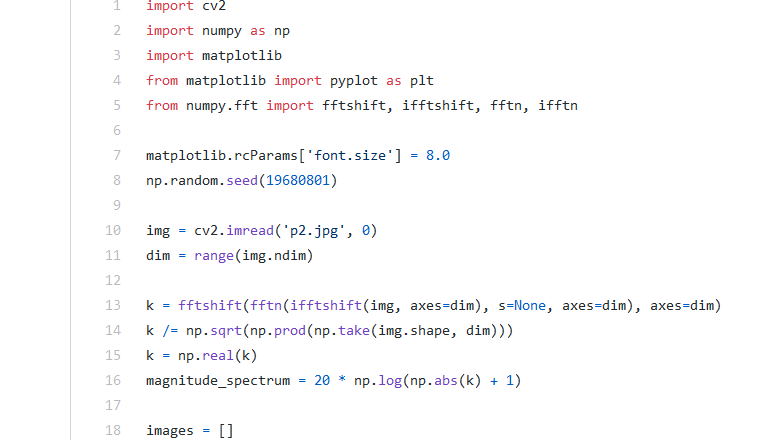 1 import cv2
2 import numpy as np
3 import matplotlib
4 from matplotlib import pyplot as plt
5 from numpy.fft import fftshift, ifftshift, fftn, ifftn
6
7 matplotlib.rcParams['font.size'] = 8.0
8 np.random.seed(19680801)
9
10 img = cv2.imread('p2.jpg', 0)
11 dim = range(img.ndim)
12
13 k = fftshift(fftn(ifftshift(img, axes=dim), s=None, axes=dim), axes=dim)
14 k /= np.sqrt(np.prod(np.take(img.shape, dim)))
15 k = np.real(k)
16 magnitude_spectrum = 20 * np.log(np.abs(k) + 1)
17
18 images = []